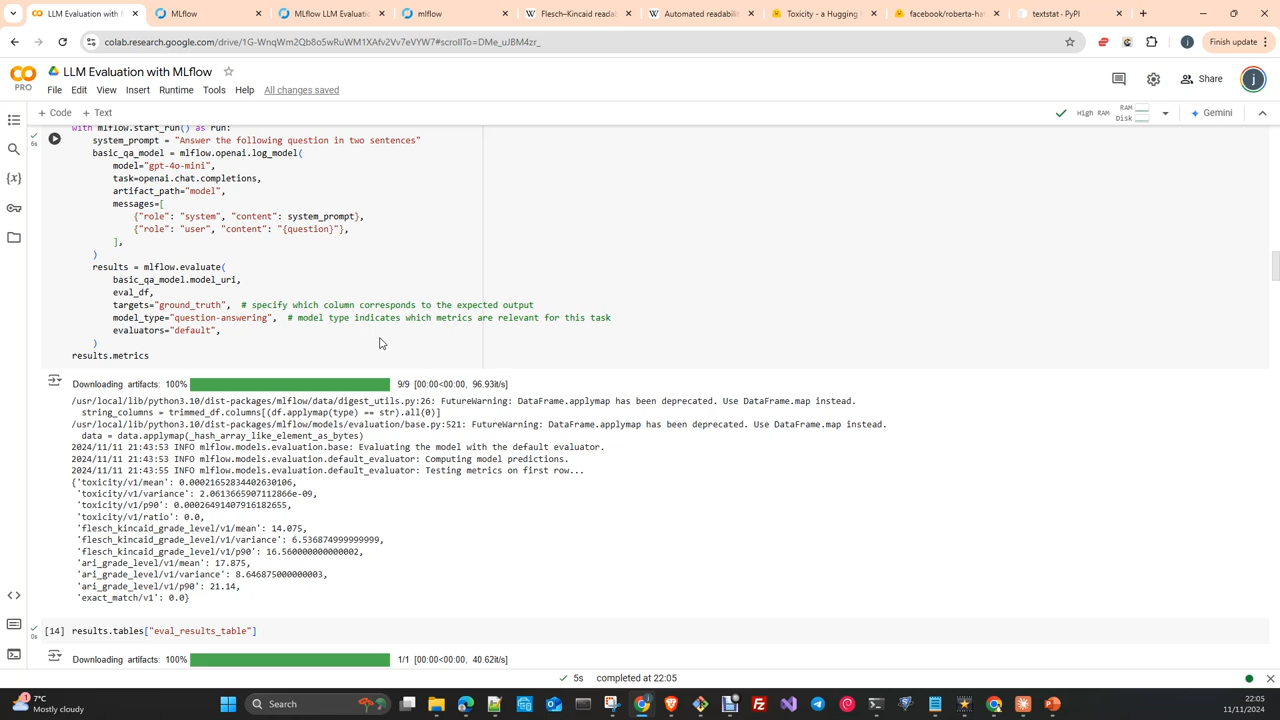 LLM Evaluation with MLflow
MLflow
MLflow LLM Evaluatio
mlflow
Flesch–Kincaid readab
Automated readability
Toxicity - a Hugging F
facebook/roberta-hat
textstat · PyPI
colab.research.google.com/drive/1G-WnqWm2Qb8o5wRuWM1XAfv2Vv7eVYW7#scrollTo=DMe_uJBM4zr_
j
Finish update
CO
PRO
LLM Evaluation with MLflow
File Edit View Insert Runtime Tools Help All changes saved
Share
j
+ Code + Text
High RAM
RAM
Disk
Gemini
6s
with mlflow.start_run() as run:
system_prompt = "Answer the following question in two sentences"
basic_qa_model = mlflow.openai.log_model(
model="gpt-4o-mini",
task=openai.chat.completions,
artifact_path="model",
messages=[
{"role": "system", "content": system_prompt},
{"role": "user", "content": "{question}"},
],
)
results = mlflow.evaluate(
basic_qa_model.model_uri,
eval_df,
targets="ground_truth",  # specify which column corresponds to the expected output
model_type="question-answering",  # model type indicates which metrics are relevant for this task
evaluators="default",
)
results.metrics
Downloading artifacts: 100% 9/9 [00:00<00:00, 96.93it/s]
/usr/local/lib/python3.10/dist-packages/mlflow/data/digest_utils.py:26: FutureWarning: DataFrame.applymap has been deprecated. Use DataFrame.map instead.
string_columns = trimmed_df.columns[(df.applymap(type) == str).all(0)]
/usr/local/lib/python3.10/dist-packages/mlflow/models/evaluation/base.py:521: FutureWarning: DataFrame.applymap has been deprecated. Use DataFrame.map instead.
data = data.applymap(_hash_array_like_element_as_bytes)
2024/11/11 21:43:53 INFO mlflow.models.evaluation.base: Evaluating the model with the default evaluator.
2024/11/11 21:43:53 INFO mlflow.models.evaluation.default_evaluator: Computing model predictions.
2024/11/11 21:43:55 INFO mlflow.models.evaluation.default_evaluator: Testing metrics on first row...
{'toxicity/v1/mean': 0.00021652834402630106,
'toxicity/v1/variance': 2.0613665907112866e-09,
'toxicity/v1/p90': 0.00026491407916182655,
'toxicity/v1/ratio': 0.0,
'flesch_kincaid_grade_level/v1/mean': 14.075,
'flesch_kincaid_grade_level/v1/variance': 6.536874999999999,
'flesch_kincaid_grade_level/v1/p90': 16.560000000000002,
'ari_grade_level/v1/mean': 17.875,
'ari_grade_level/v1/variance': 8.646875000000003,
'ari_grade_level/v1/p90': 21.14,
'exact_match/v1': 0.0}
0s
[14] results.tables["eval_results_table"]
Downloading artifacts: 100% 1/1 [00:00<00:00, 40.62it/s]
5s completed at 22:05
1
7°C
Mostly cloudy
Search
22:05
11/11/2024